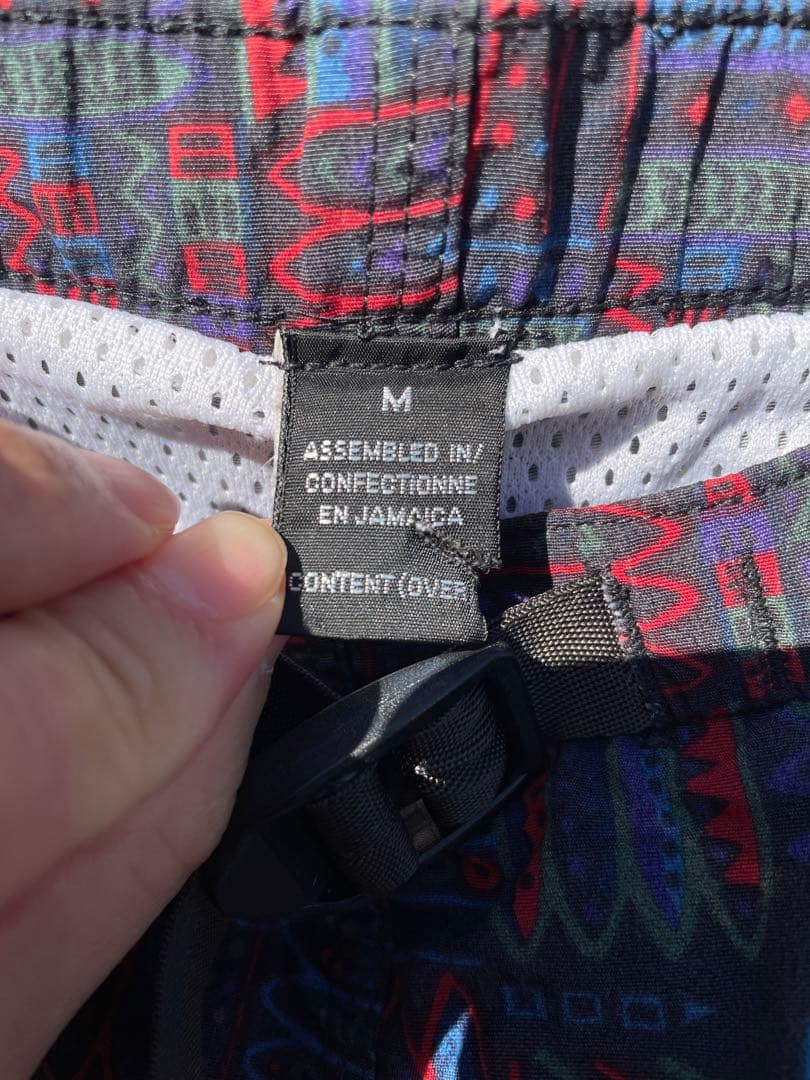 M
ASSEMBLED IN/
CONFECTIONNE
EN JAMAICA
CONTENT (OVER